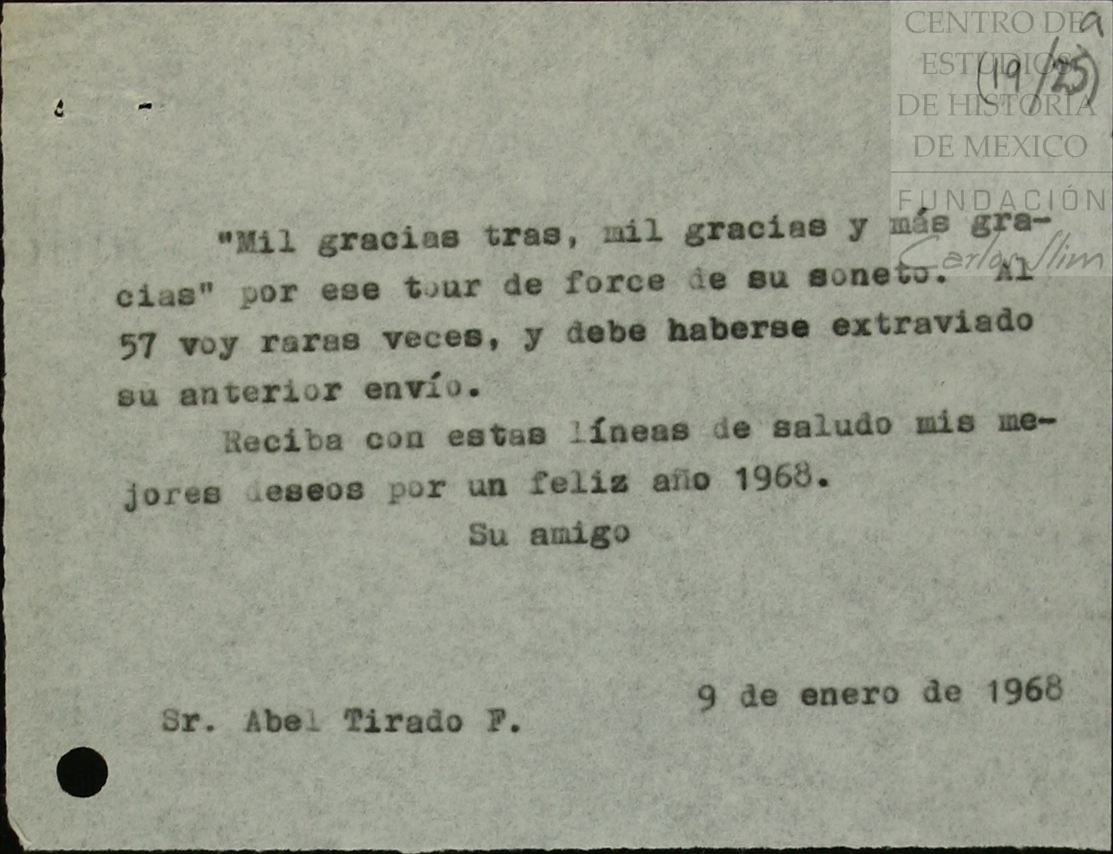 CENTRO DE
ESTUDIOS
DE HISTORIA
DE MEXICO
FUNDACIÓN
Carlos Slim
a
(19/25)
"Mil gracias tras, mil gracias y más gra-
cias" por ese tour de force de su soneto. Al
57 voy raras veces, y debe haberse extraviado
su anterior envío.
Reciba con estas líneas de saludo mis me-
jores deseos por un feliz año 1968.
Su amigo
9 de enero de 1968
Sr. Abel Tirado F.